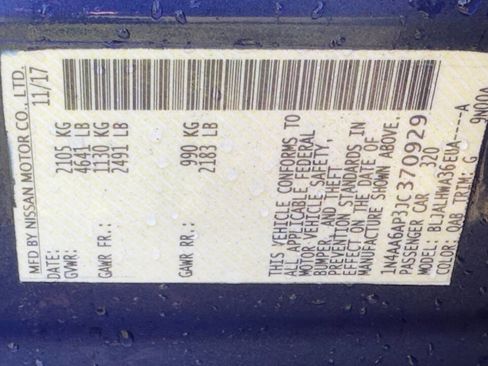 MFD BY NISSAN MOTOR CO., LTD.
11/17
GVWR: 2105 KG
4641 LB
GAWR FR: 1130 KG
2491 LB
GAWR RR: 990 KG
2183 LB
THIS VEHICLE CONFORMS TO
ALL APPLICABLE FEDERAL
MOTOR VEHICLE SAFETY,
BUMPER, AND THEFT
PREVENTION STANDARDS IN
EFFECT ON THE DATE OF
MANUFACTURE SHOWN ABOVE.
1N4AA6AP3JC370929
PASSENGER CAR 320
MODEL: BLJALHWA36EUA-----A
COLOR: QAB TRIM: G 9N00A